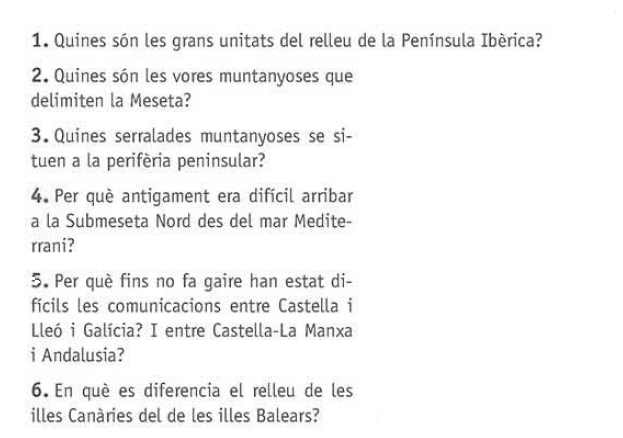 1. Quines són les grans unitats del relleu de la Península Ibèrica?
2. Quines són les vores muntanyoses que
delimiten la Meseta?
3. Quines serralades muntanyoses se si-
tuen a la perifèria peninsular?
4. Per què antigament era difícil arribar
a la Submeseta Nord des del mar Medite-
rrani?
5. Per què fins no fa gaire han estat di-
fícils les comunicacions entre Castella i
Lleó i Galícia? I entre Castella-La Manxa
i Andalusia?
6. En què es diferencia el relleu de les
illes Canàries del de les illes Balears?